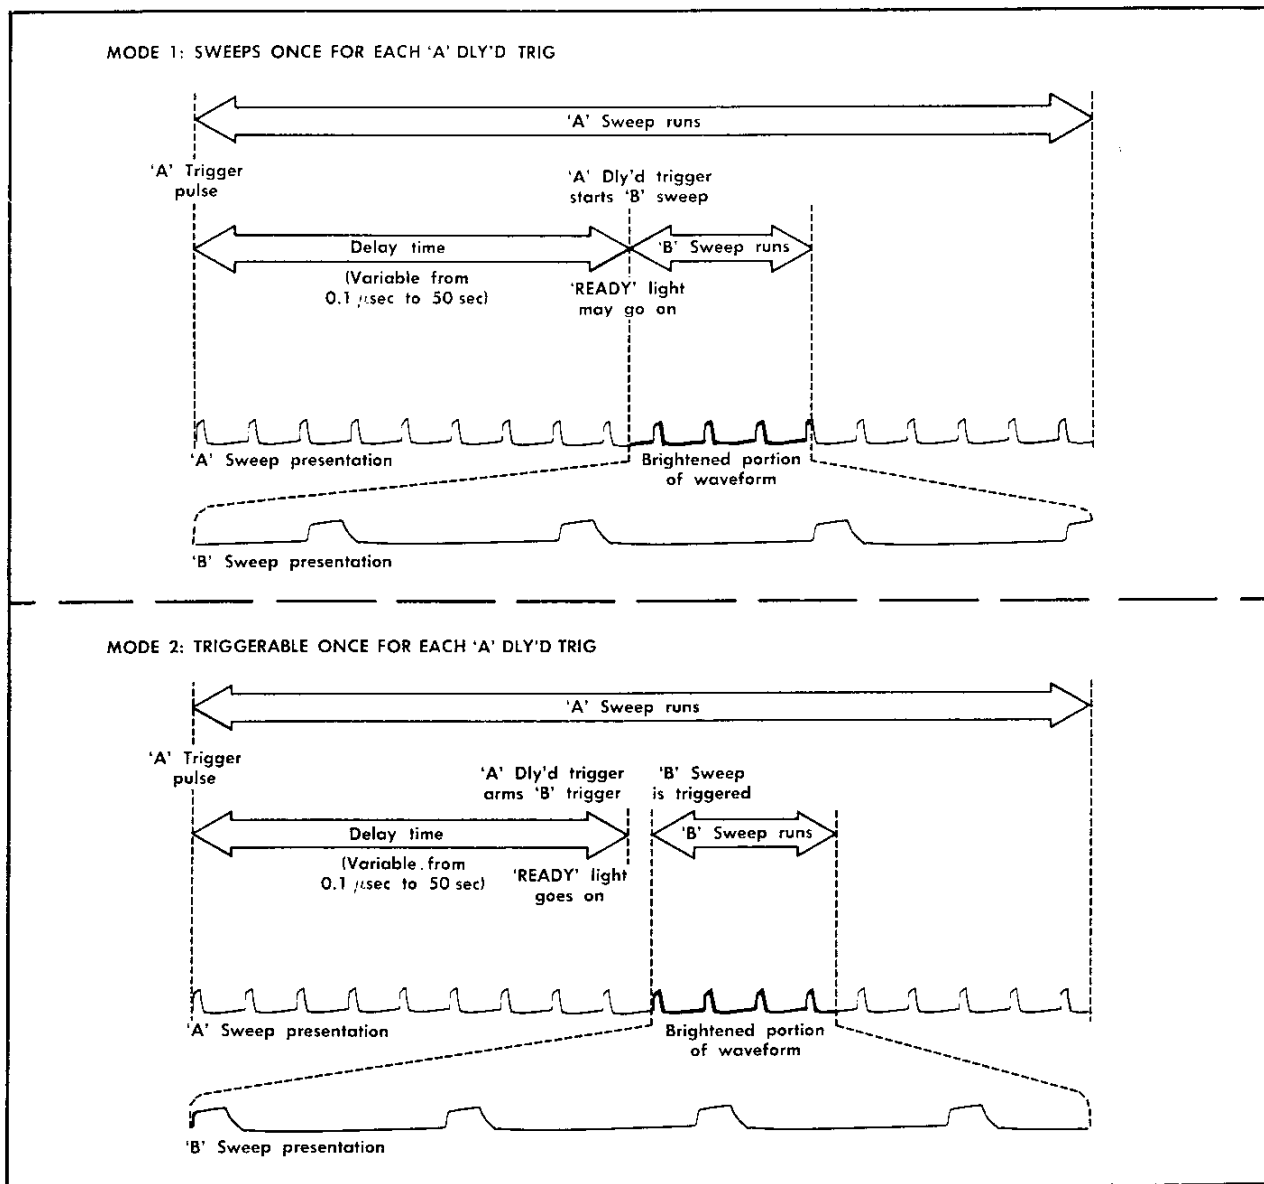 MODE 1: SWEEPS ONCE FOR EACH 'A' DLY'D TRIG
'A' Sweep runs
'A' Trigger
pulse
'A' Dly'd trigger
starts 'B' sweep
Delay time
'B' Sweep runs
(Variable from
0.1 μsec to 50 sec)
'READY' light
may go on
'A' Sweep presentation
Brightened portion
of waveform
'B' Sweep presentation
MODE 2: TRIGGERABLE ONCE FOR EACH 'A' DLY'D TRIG
'A' Sweep runs
'A' Trigger
pulse
'A' Dly'd trigger
arms 'B' trigger
'B' Sweep
is triggered
Delay time
'B' Sweep runs
(Variable from
0.1 μsec to 50 sec)
'READY' light
goes on
'A' Sweep presentation
Brightened portion
of waveform
'B' Sweep presentation